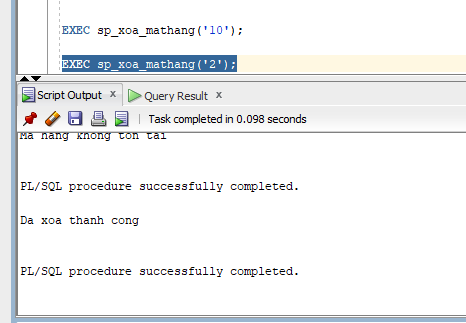 EXEC sp_xoa_mathang('10');
EXEC sp_xoa_mathang('2');
Script Output x Query Result x
Task completed in 0.098 seconds
Ma hang khong ton tai
PL/SQL procedure successfully completed.
Da xoa thanh cong
PL/SQL procedure successfully completed.